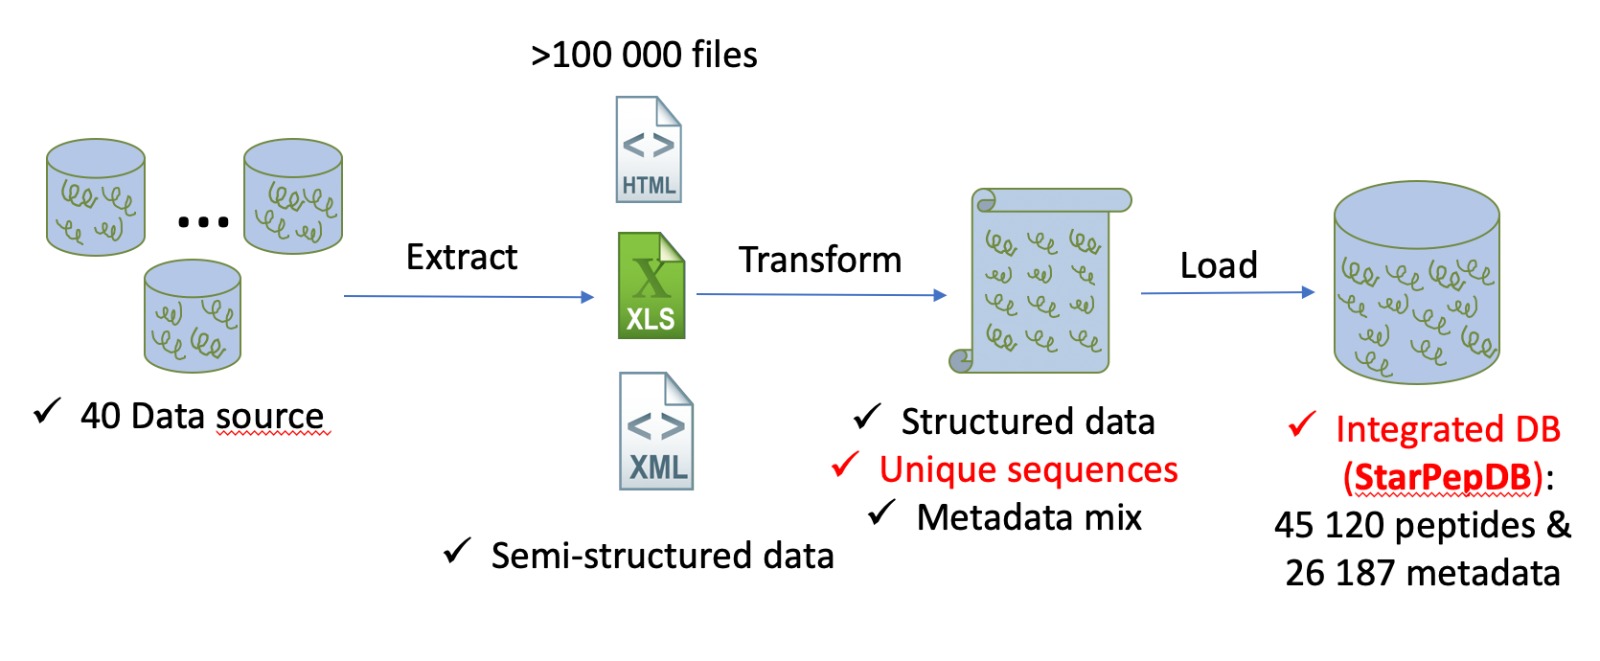 >100 000 files
<> HTML
Extract
X XLS
Transform
Load
<> XML
...
✓ 40 Data source
✓ Semi-structured data
✓ Structured data
✓ Unique sequences
✓ Metadata mix
✓ Integrated DB
(StarPepDB):
45 120 peptides &
26 187 metadata